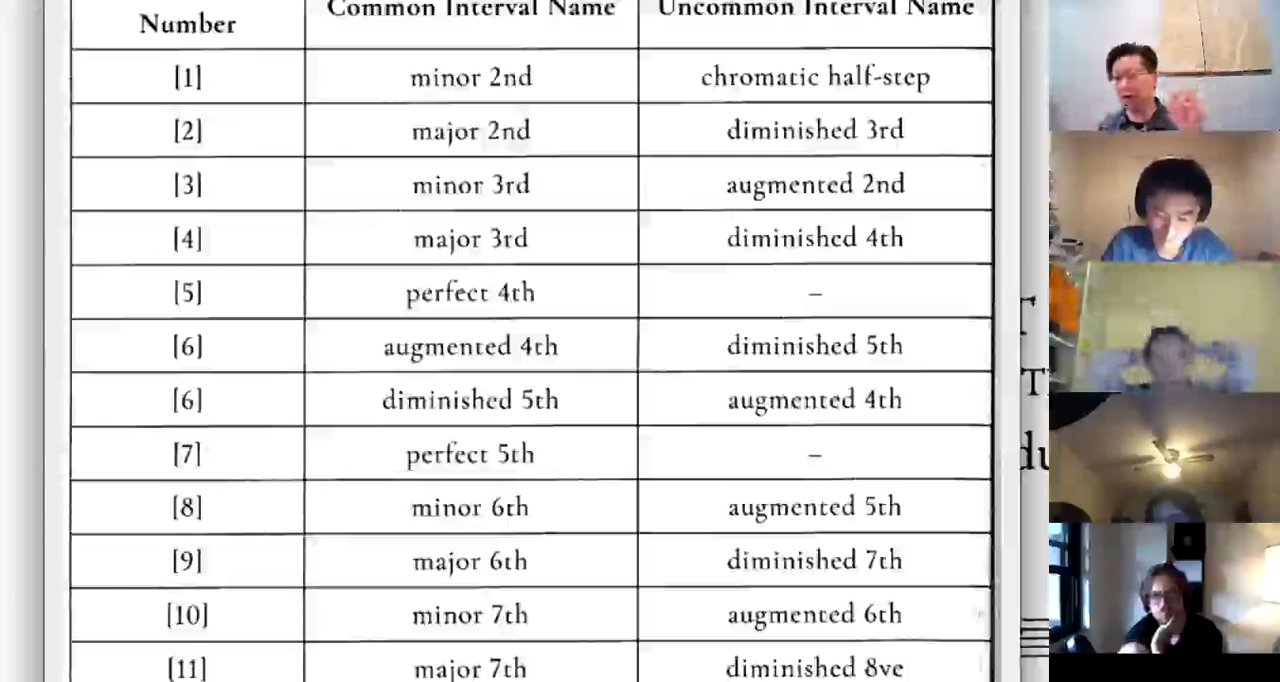 Number Common Interval Name Uncommon Interval Name
[1] minor 2nd chromatic half-step
[2] major 2nd diminished 3rd
[3] minor 3rd augmented 2nd
[4] major 3rd diminished 4th
[5] perfect 4th –
[6] augmented 4th diminished 5th
[6] diminished 5th augmented 4th
[7] perfect 5th –
[8] minor 6th augmented 5th
[9] major 6th diminished 7th
[10] minor 7th augmented 6th
[11] major 7th diminished 8ve